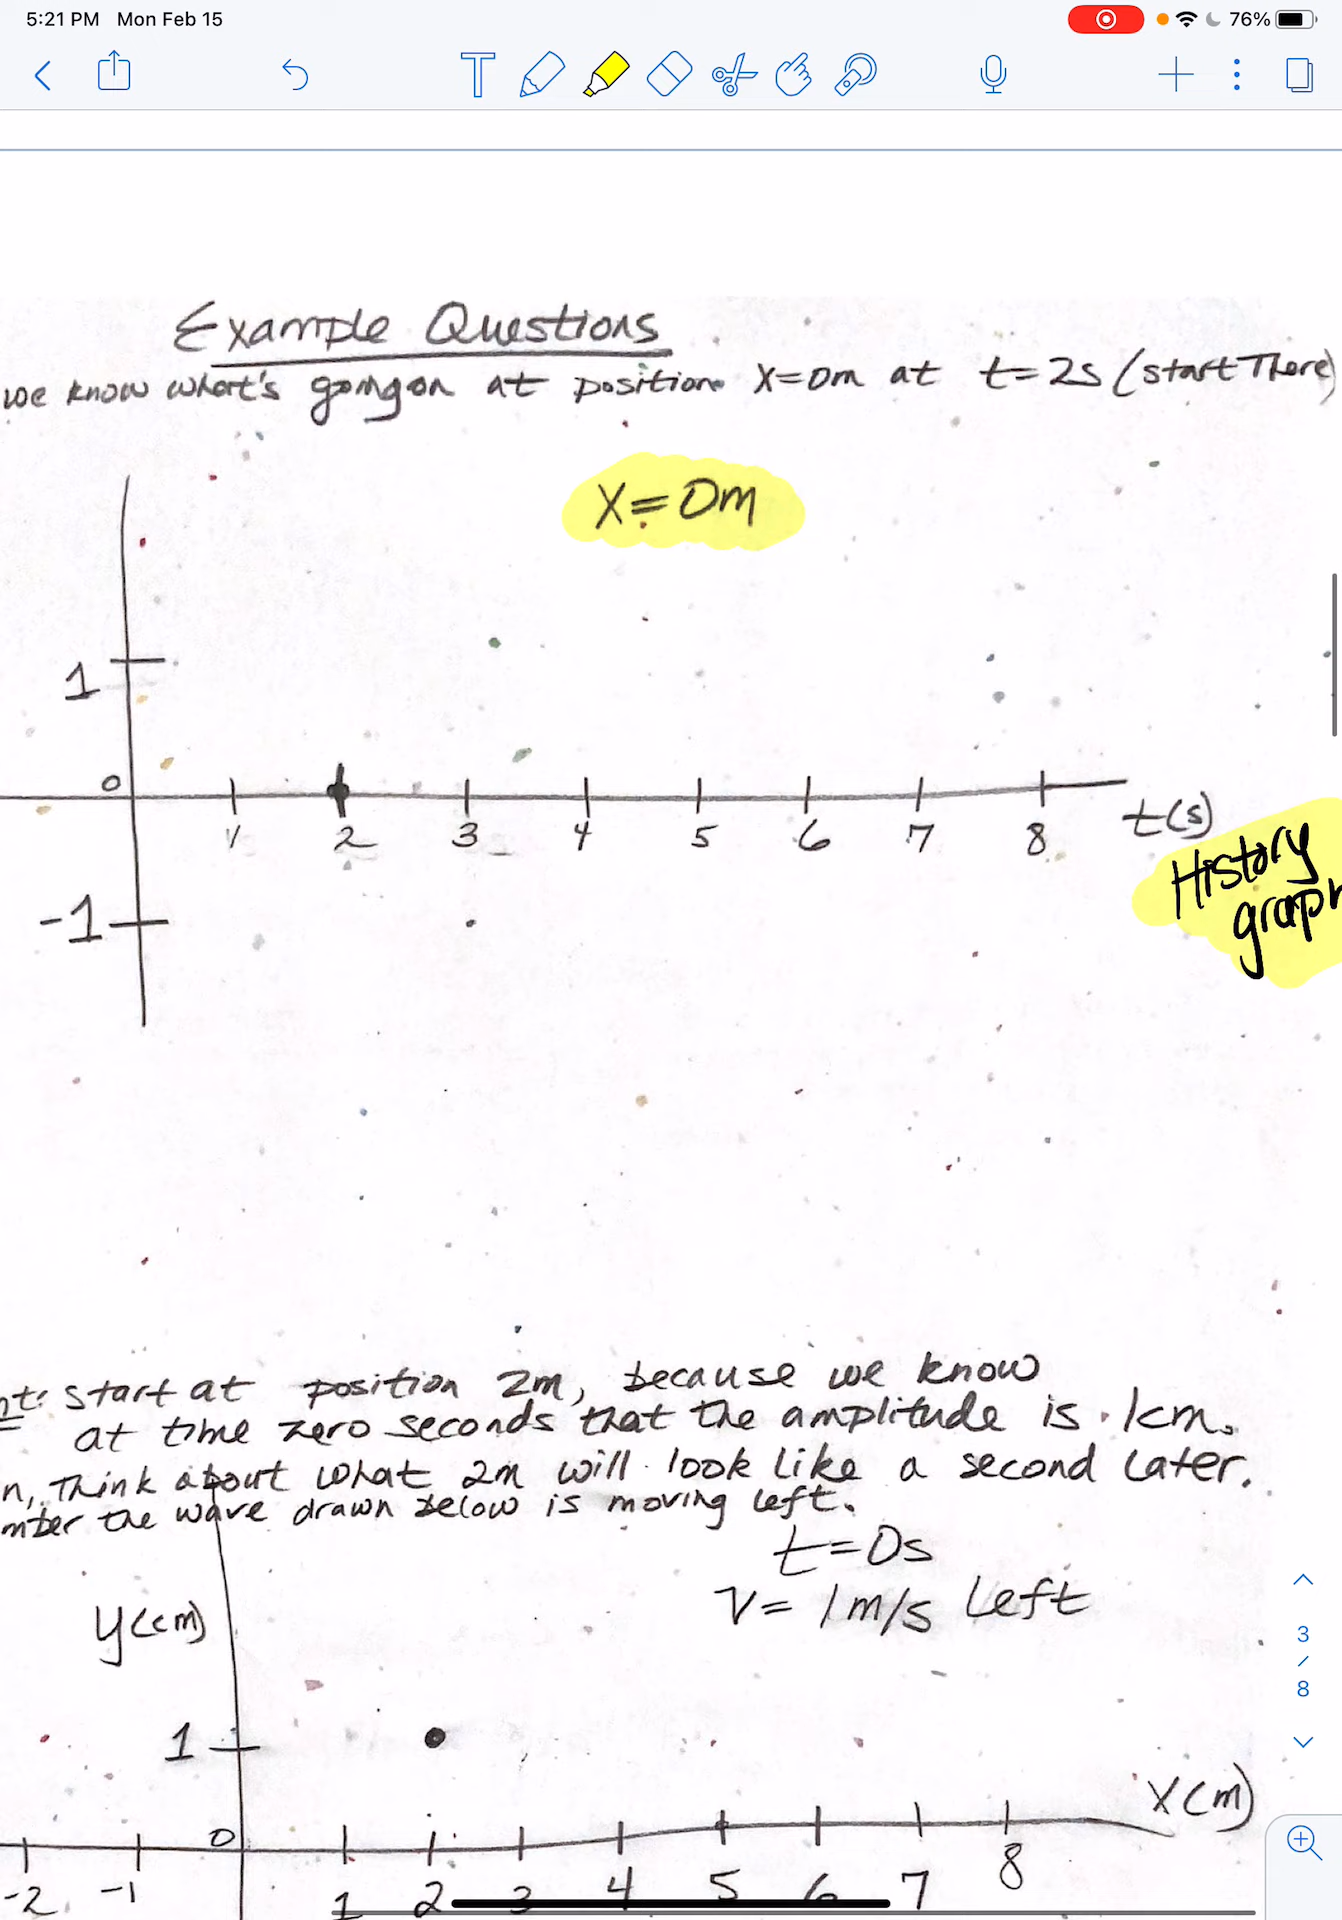 5:21 PM Mon Feb 15
76%
Example Questions
we know what's going on at position x=0m at t=2s (start There)
X=0m
1
0
1 2 3 4 5 6 7 8 t(s)
History
graph
-1
start at position 2m, because we know
at time zero seconds that the amplitude is 1cm.
Think about what 2m will look like a second later.
the wave drawn below is moving left.
t=0s
V= 1m/s Left
y(cm)
3
/
8
1
X(m)
0
-2 -1 1 2 3 4 5 6 7 8